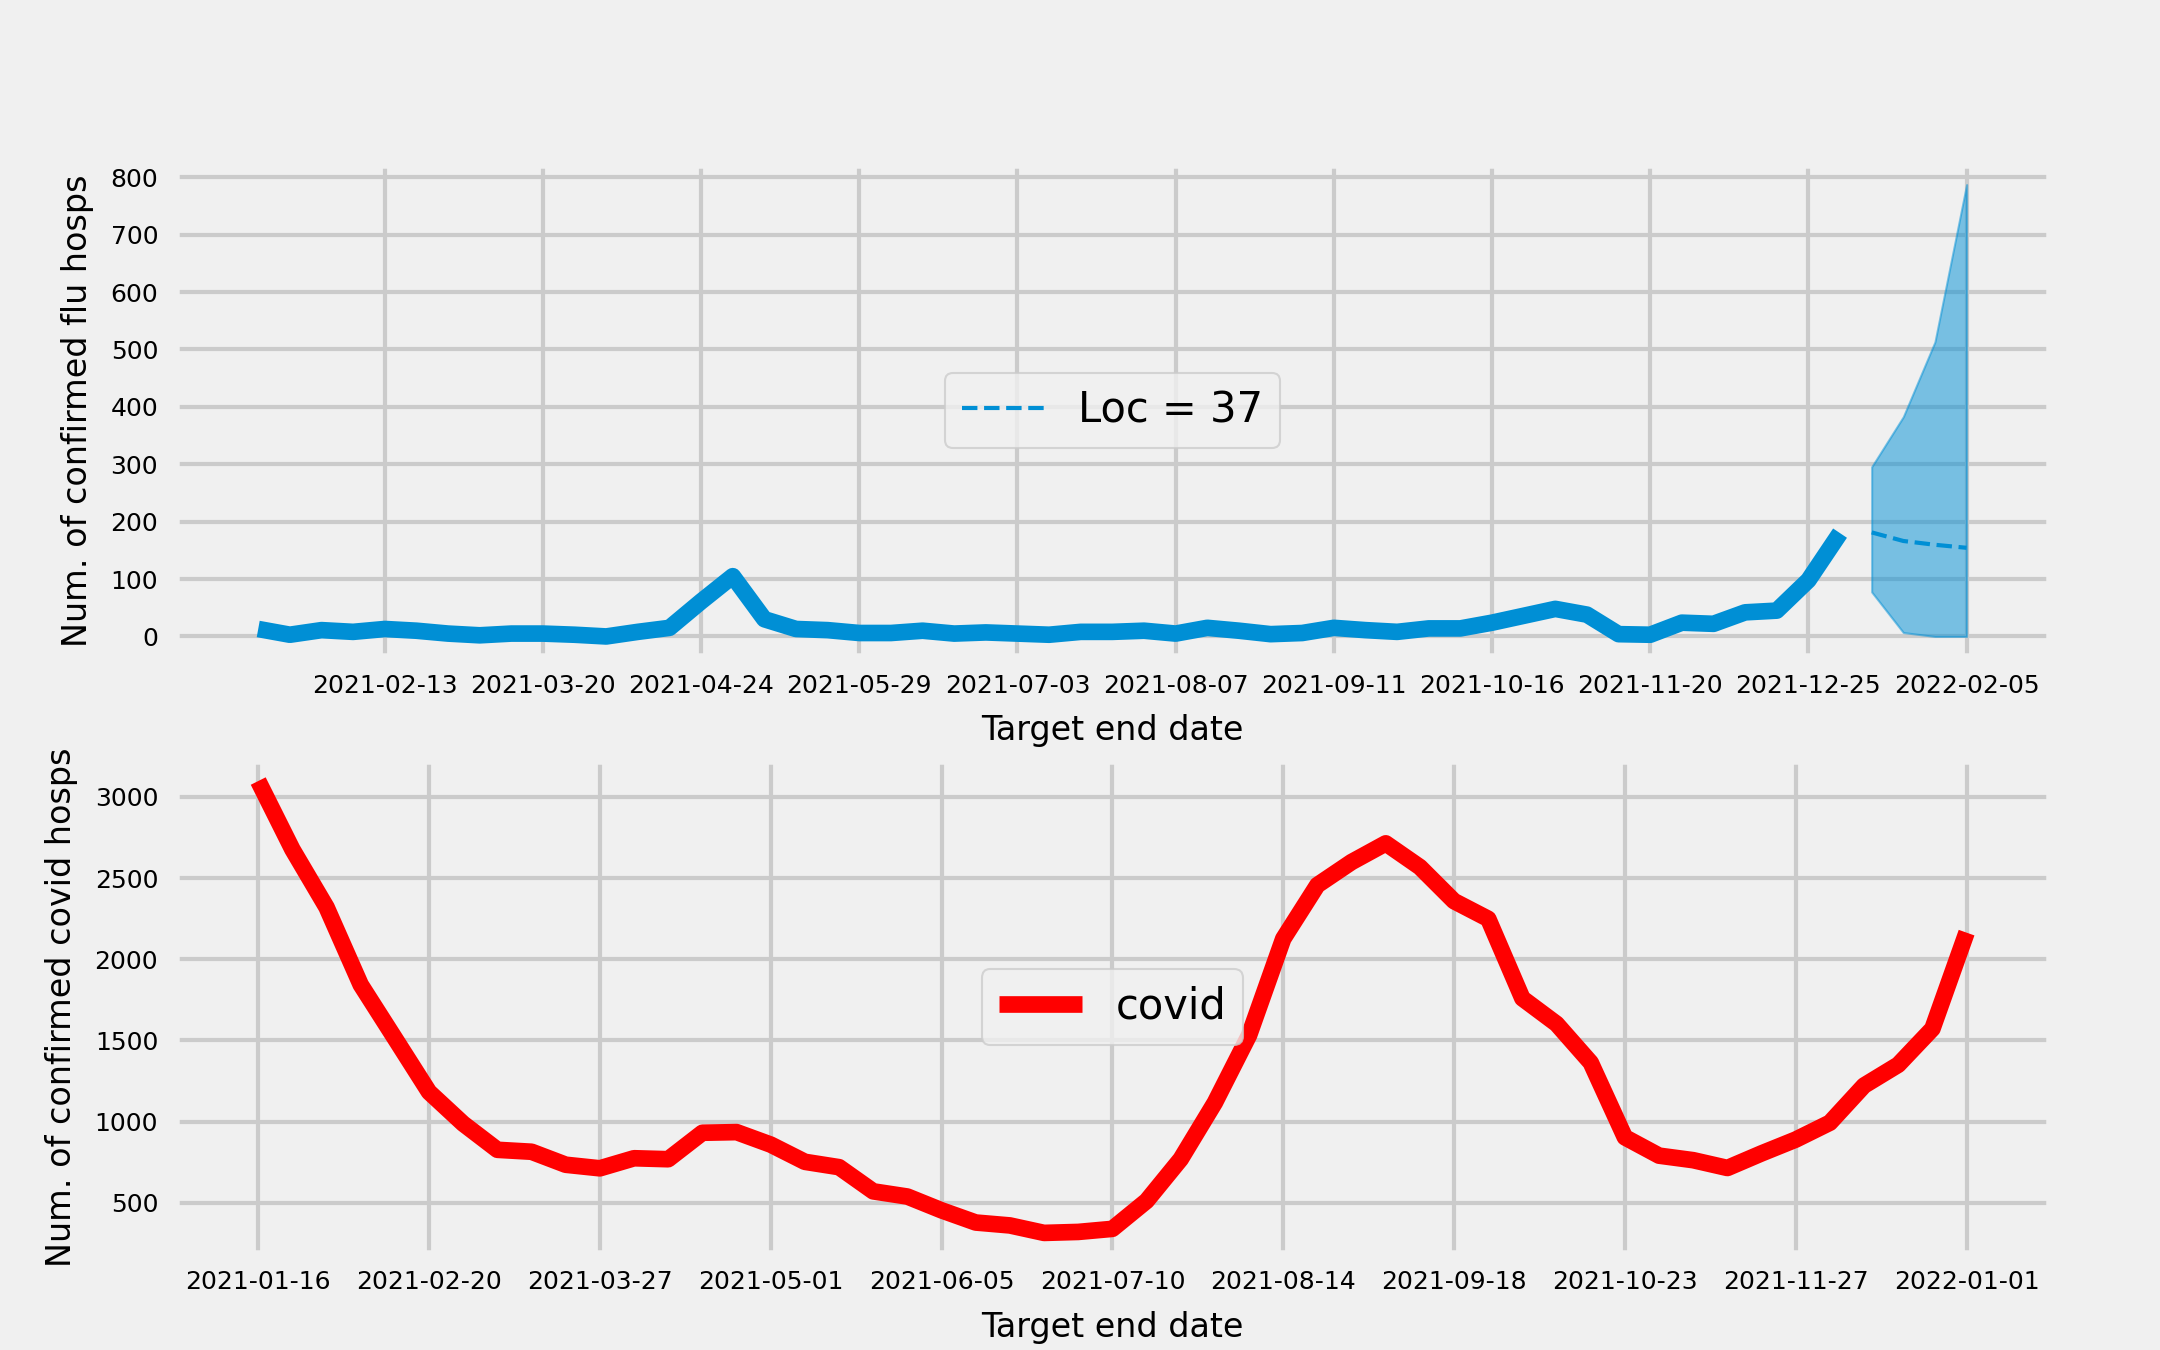 Num. of confirmed flu hosps
800
700
600
500
400
300
200
100
0
Loc = 37
2021-02-13 2021-03-20 2021-04-24 2021-05-29 2021-07-03 2021-08-07 2021-09-11 2021-10-16 2021-11-20 2021-12-25 2022-02-05
Target end date
Num. of confirmed covid hosps
3000
2500
2000
1500
1000
500
covid
2021-01-16 2021-02-20 2021-03-27 2021-05-01 2021-06-05 2021-07-10 2021-08-14 2021-09-18 2021-10-23 2021-11-27 2022-01-01
Target end date